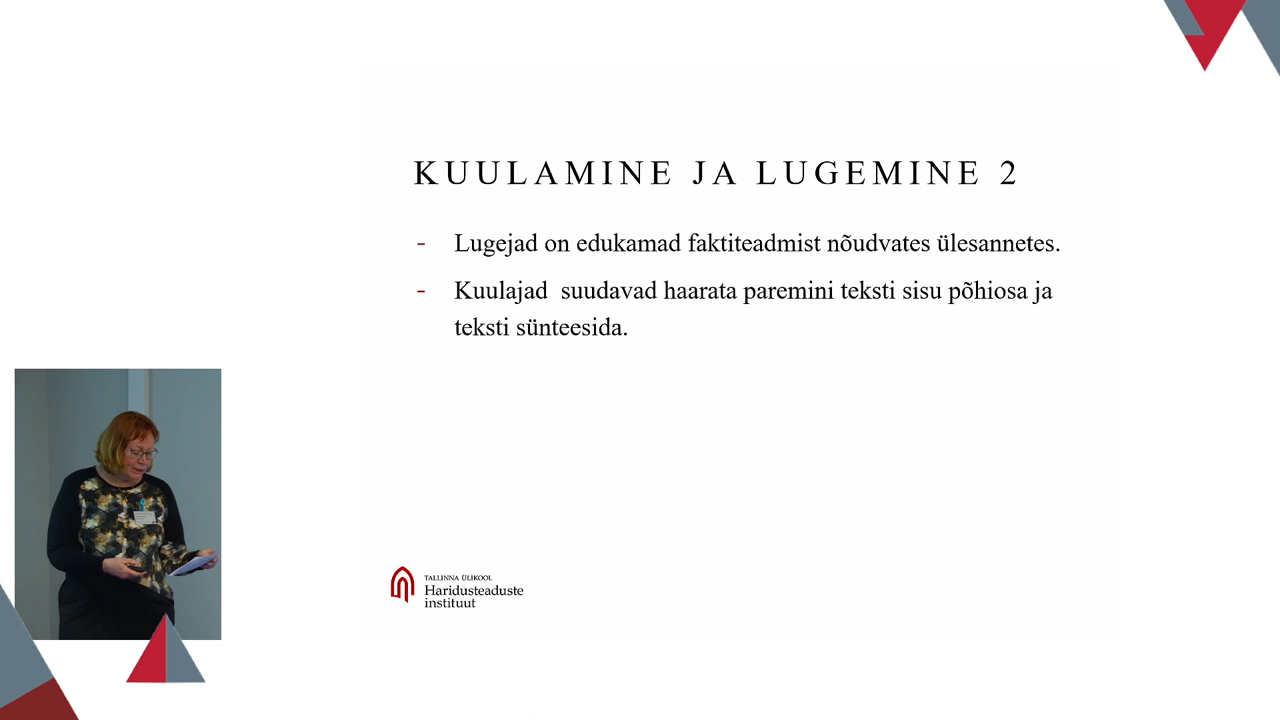 KUULAMINE JA LUGEMINE 2
- Lugejad on edukamad faktiteadmist nõudvates ülesannetes.
- Kuulajad suudavad haarata paremini teksti sisu põhiosa ja
teksti sünteesida.
TALLINNA ÜLIKOOL
Haridusteaduste
instituut